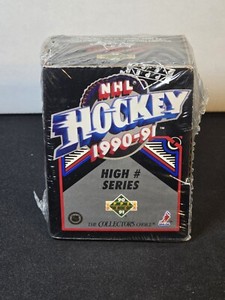 NHL
HOCKEY
1990-91
HIGH #
SERIES
THE COLLECTOR'S CHOICE